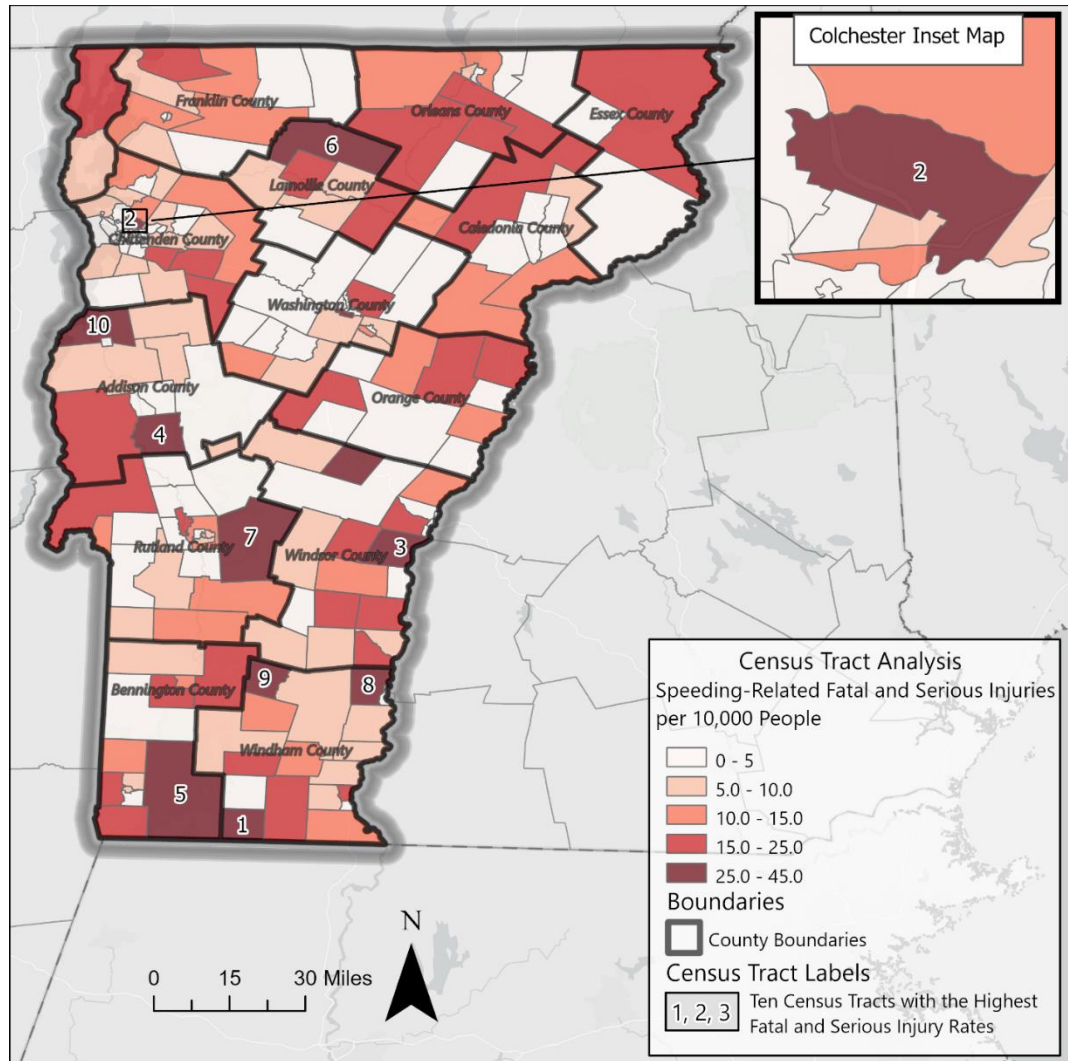 Colchester Inset Map
2
Franklin County
Orleans County
Essex County
6
Lamoille County
2
Chittenden County
Caledonia County
Washington County
10
Addison County
Orange County
4
7
Rutland County
Windsor County
3
9
8
Bennington County
Windham County
5
1
N
0 15 30 Miles
Census Tract Analysis
Speeding-Related Fatal and Serious Injuries
per 10,000 People
0 - 5
5.0 - 10.0
10.0 - 15.0
15.0 - 25.0
25.0 - 45.0
Boundaries
County Boundaries
Census Tract Labels
1, 2, 3
Ten Census Tracts with the Highest
Fatal and Serious Injury Rates